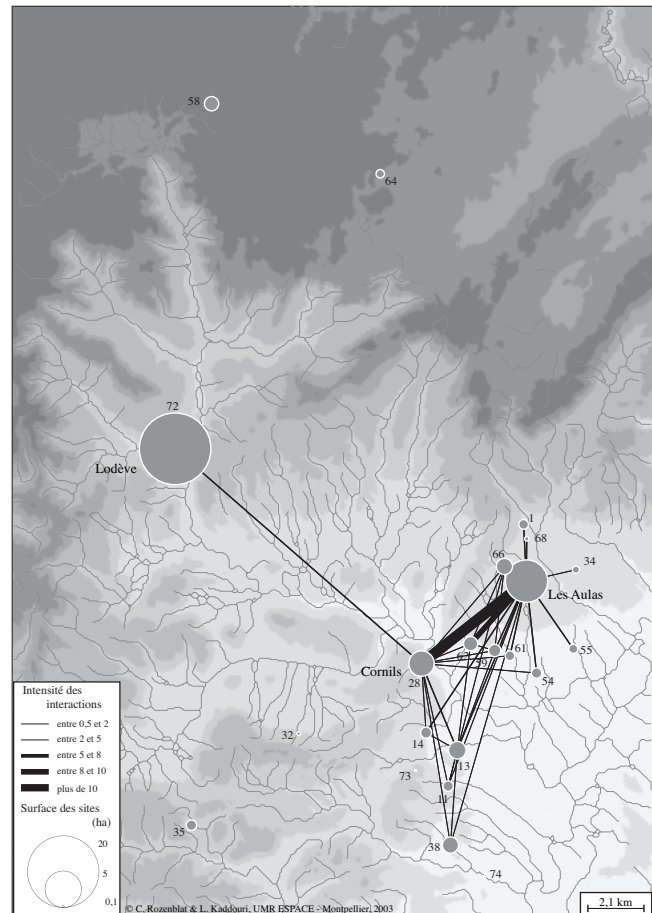 58
64
72
Lodève
1
68
66
34
Les Aulas
61
59
55
54
Cornils
28
14
13
32
73
11
35
38
74
Intensité des
interactions
entre 0,5 et 2
entre 2 et 5
entre 5 et 8
entre 8 et 10
plus de 10
Surface des sites
(ha)
20
5
0,1
© C. Rozenblat & L. Kaddouri, UMR ESPACE - Montpellier, 2003
2,1 km